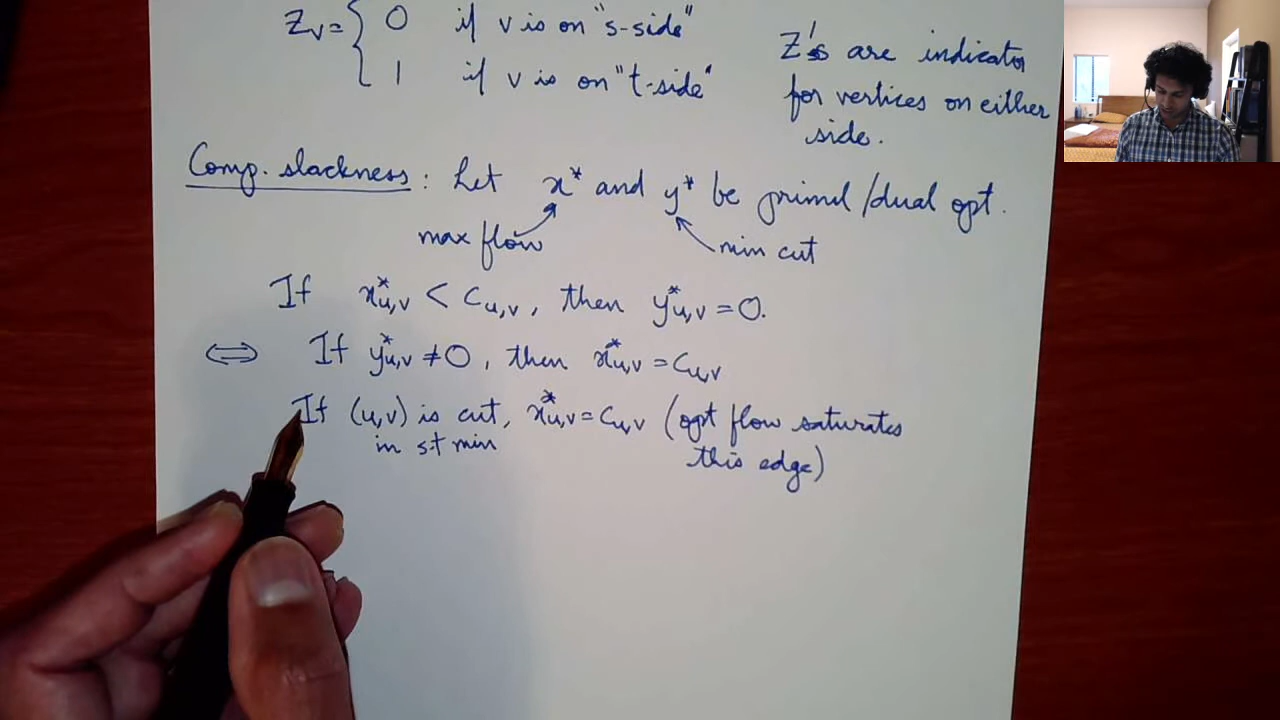 Zv = { 0 if v is on "s-side"
1 if v is on "t-side"
Z's are indicator
for vertices on either
side.
Comp. slackness: Let x* and y* be primal/dual opt.
max flow min cut
If x*u,v < Cu,v, then y*u,v = 0.
⇔ If y*u,v ≠ 0, then x*u,v = Cu,v
If (u,v) is cut, x*u,v = Cu,v (opt flow saturates
in s-t min this edge)